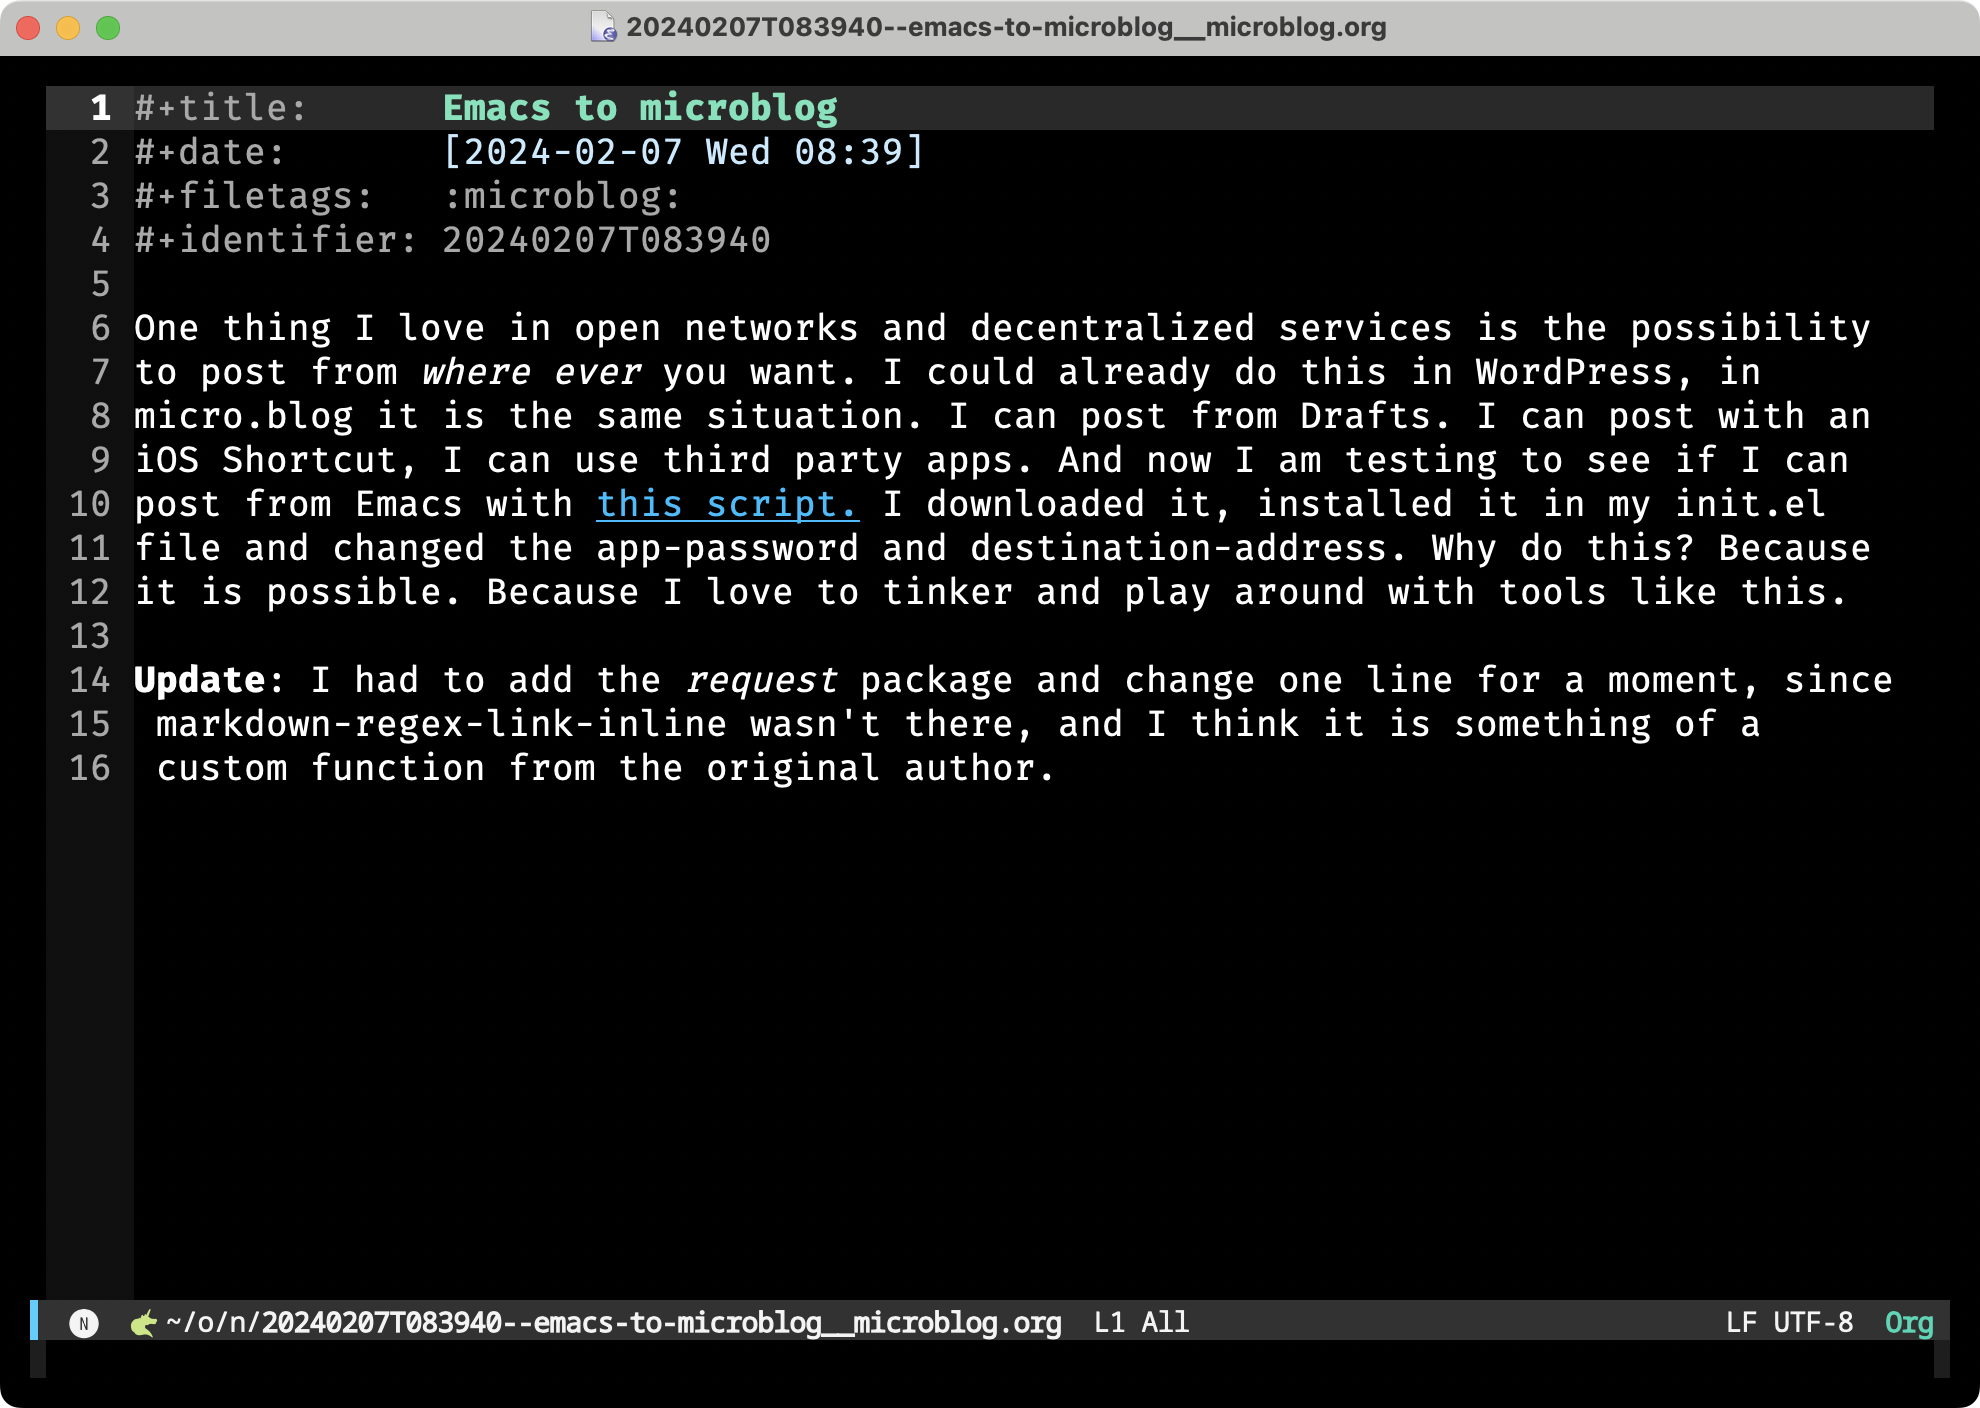 20240207T083940--emacs-to-microblog__microblog.org
1 #+title:      Emacs to microblog
2 #+date:       [2024-02-07 Wed 08:39]
3 #+filetags:   :microblog:
4 #+identifier: 20240207T083940
5
6 One thing I love in open networks and decentralized services is the possibility
7 to post from where ever you want. I could already do this in WordPress, in
8 micro.blog it is the same situation. I can post from Drafts. I can post with an
9 iOS Shortcut, I can use third party apps. And now I am testing to see if I can
10 post from Emacs with this script. I downloaded it, installed it in my init.el
11 file and changed the app-password and destination-address. Why do this? Because
12 it is possible. Because I love to tinker and play around with tools like this.
13
14 Update: I had to add the request package and change one line for a moment, since
15  markdown-regex-link-inline wasn't there, and I think it is something of a
16  custom function from the original author.
N ~/o/n/20240207T083940--emacs-to-microblog__microblog.org  L1 All LF UTF-8 Org